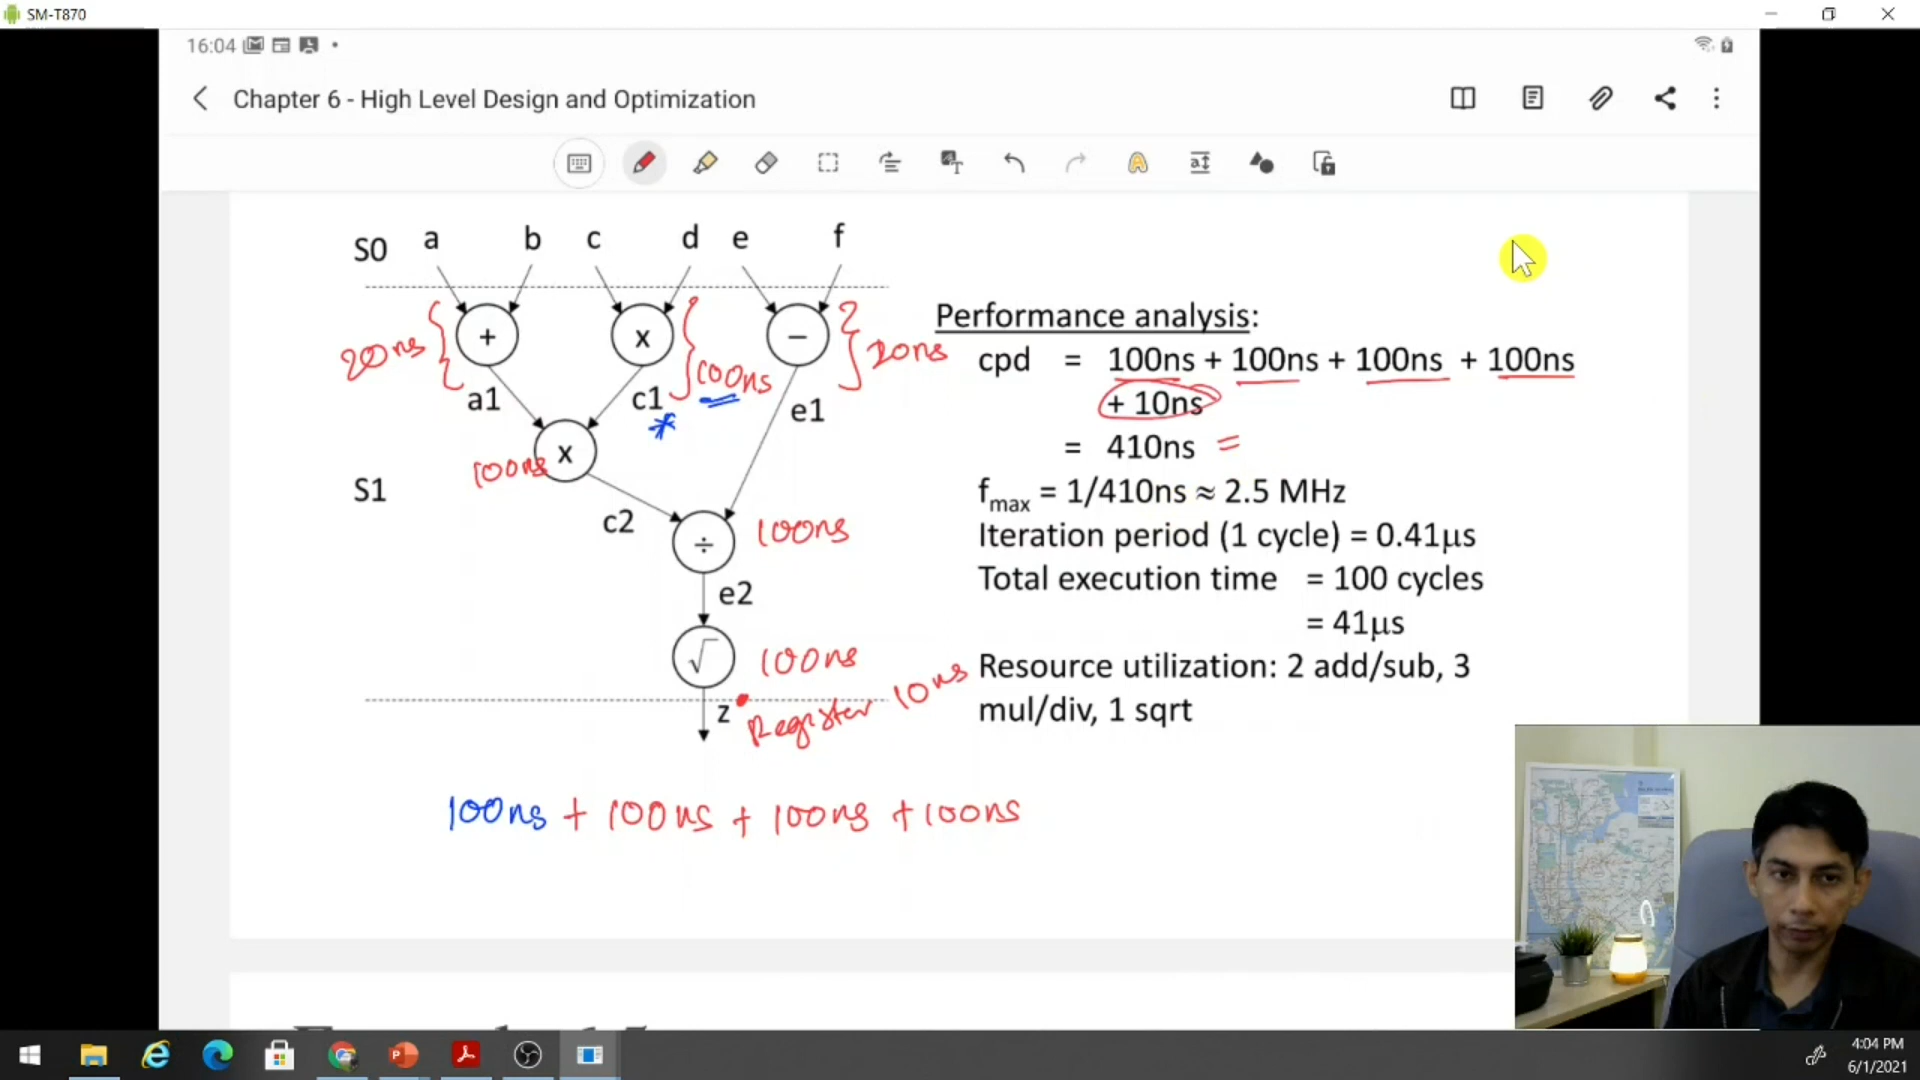 SM-T870
16:04
Chapter 6 - High Level Design and Optimization
S0 a b c d e f
+ x −
20ns
100ns
20ns
a1 c1 e1
*
x
100ns
S1
c2
÷ 100ns
e2
√ 100ns
z Register 10ns
100ns + 100ns + 100ns + 100ns
Performance analysis:
cpd = 100ns + 100ns + 100ns + 100ns
+ 10ns
= 410ns =
fmax = 1/410ns ≈ 2.5 MHz
Iteration period (1 cycle) = 0.41μs
Total execution time = 100 cycles
= 41μs
Resource utilization: 2 add/sub, 3
mul/div, 1 sqrt
4:04 PM
6/1/2021